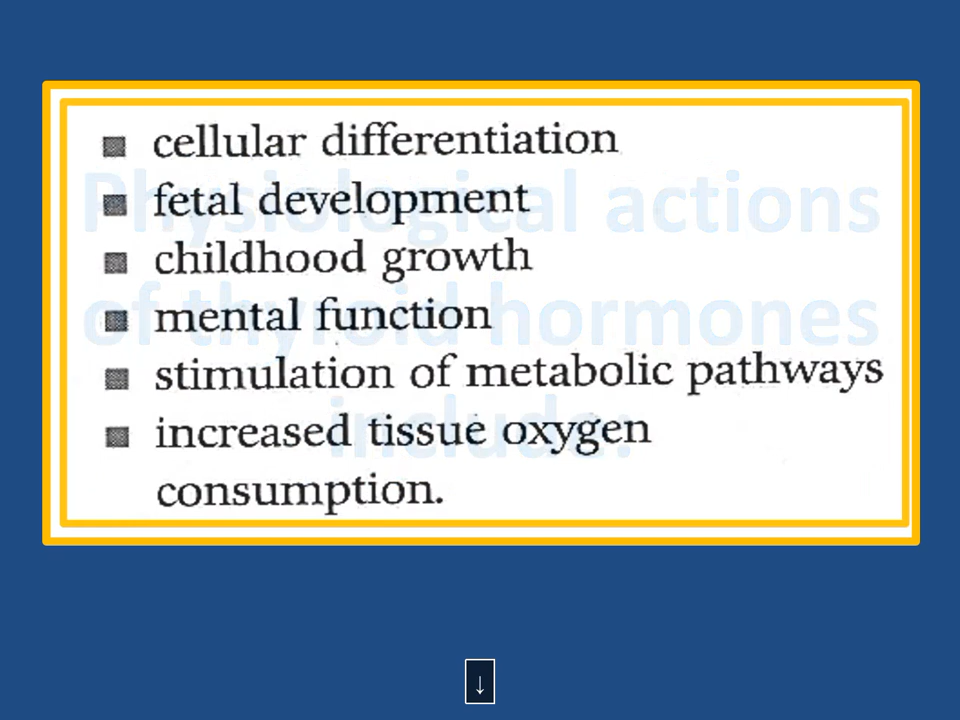 Physiological actions
of thyroid hormones
include:
■ cellular differentiation
■ fetal development
■ childhood growth
■ mental function
■ stimulation of metabolic pathways
■ increased tissue oxygen
consumption.
↓